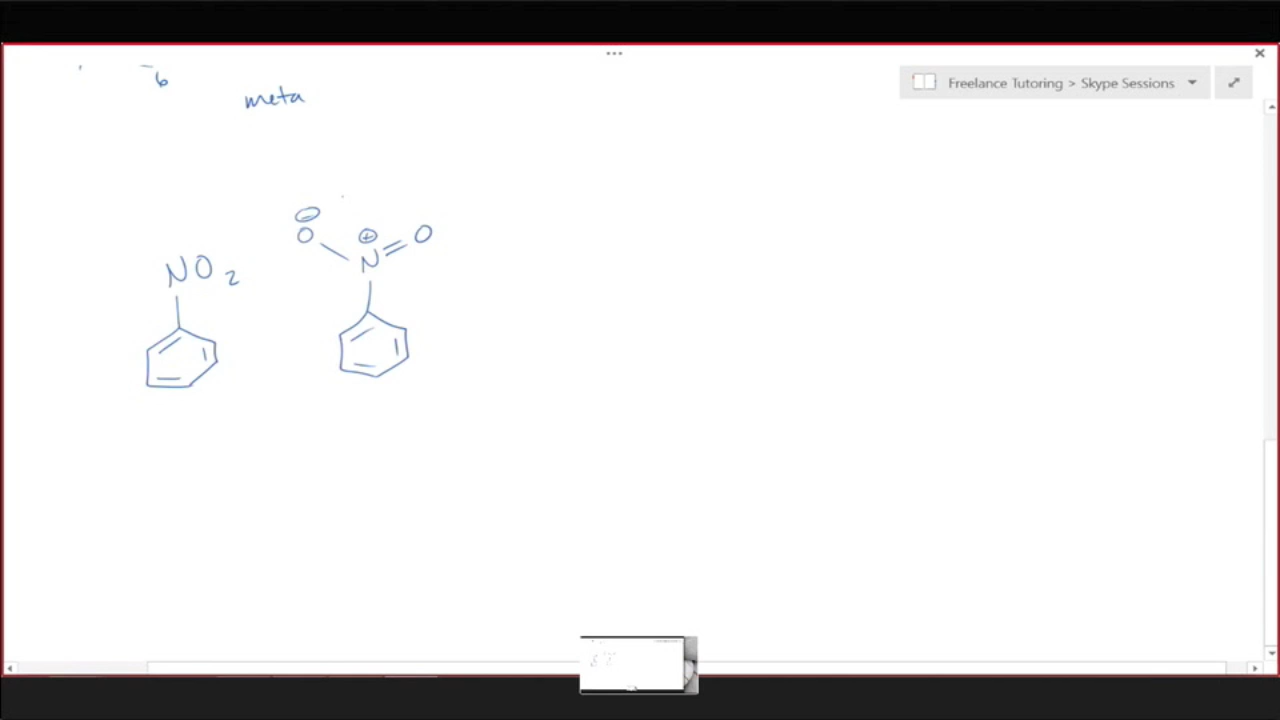 ...
Freelance Tutoring > Skype Sessions
6
meta
⊖
O
⊕
N
O
NO2